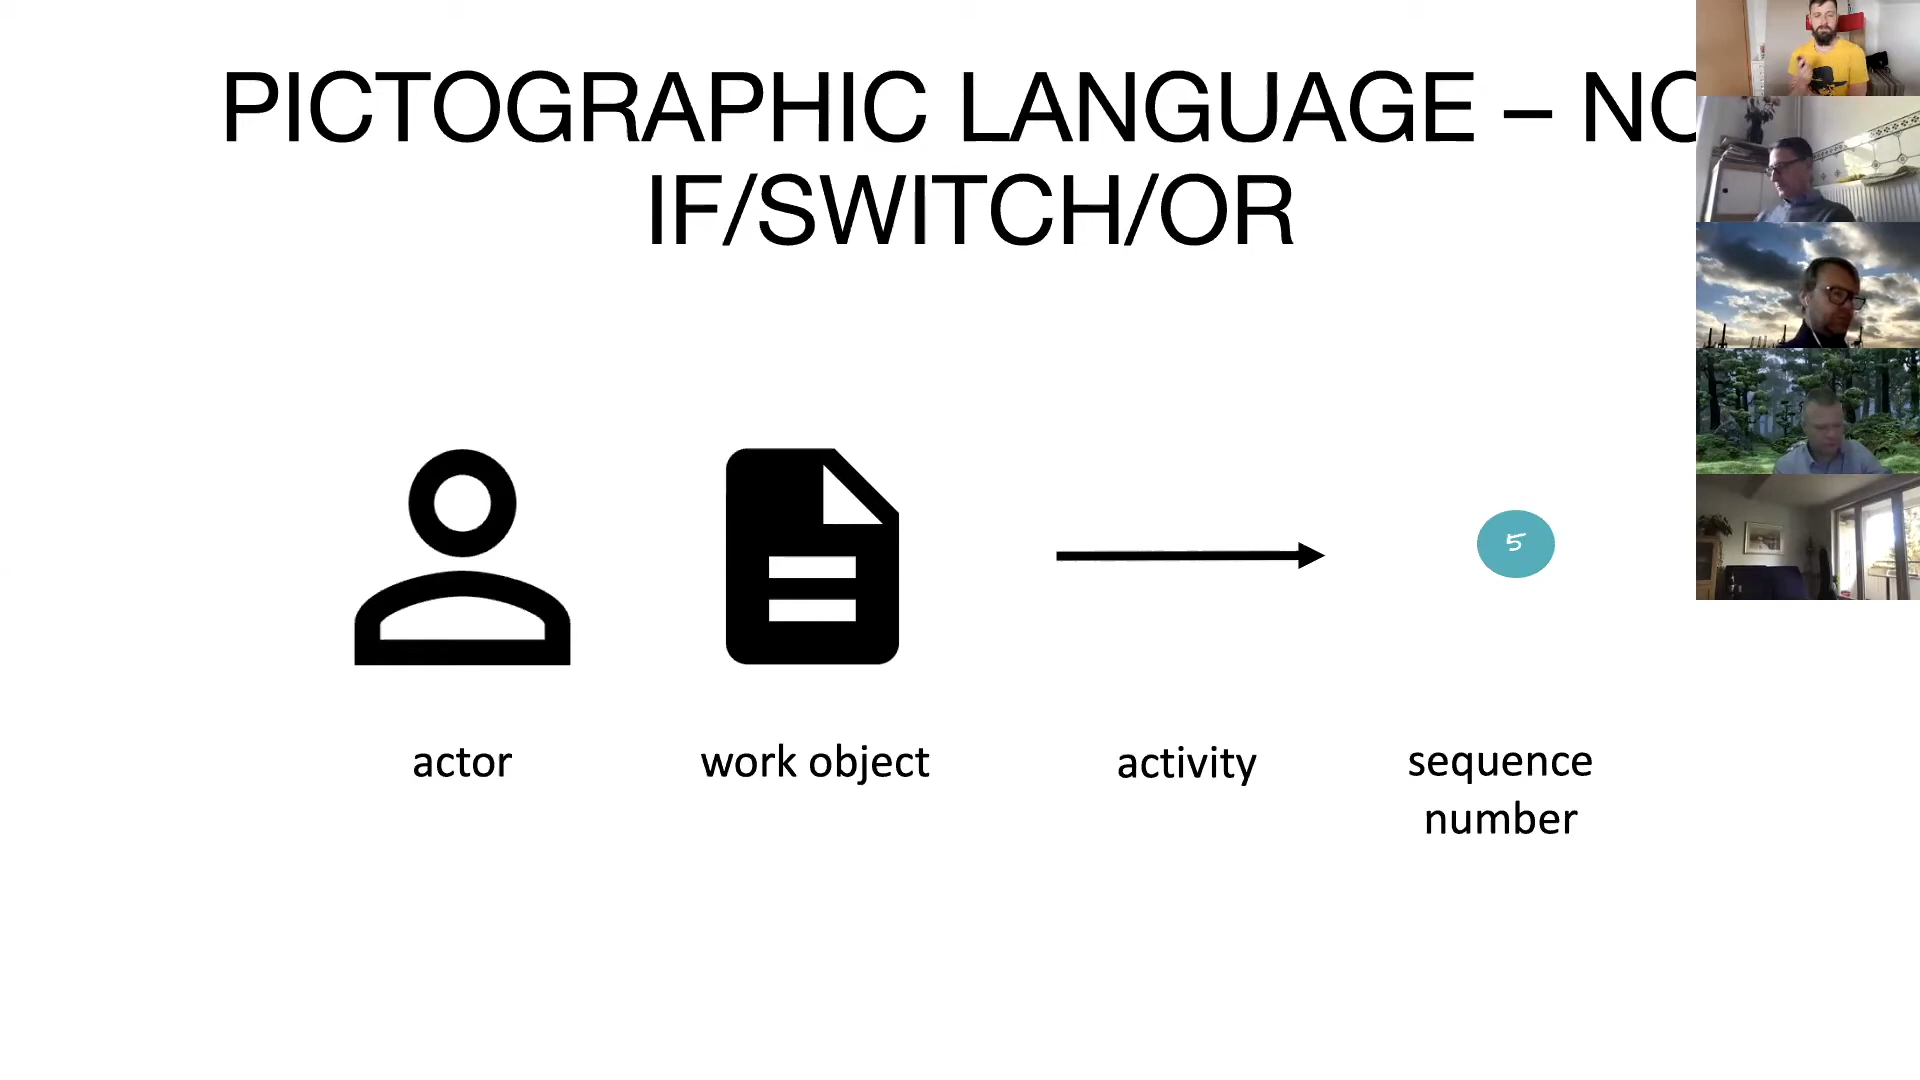 PICTOGRAPHIC LANGUAGE – NO
IF/SWITCH/OR
5
actor
work object
activity
sequence
number